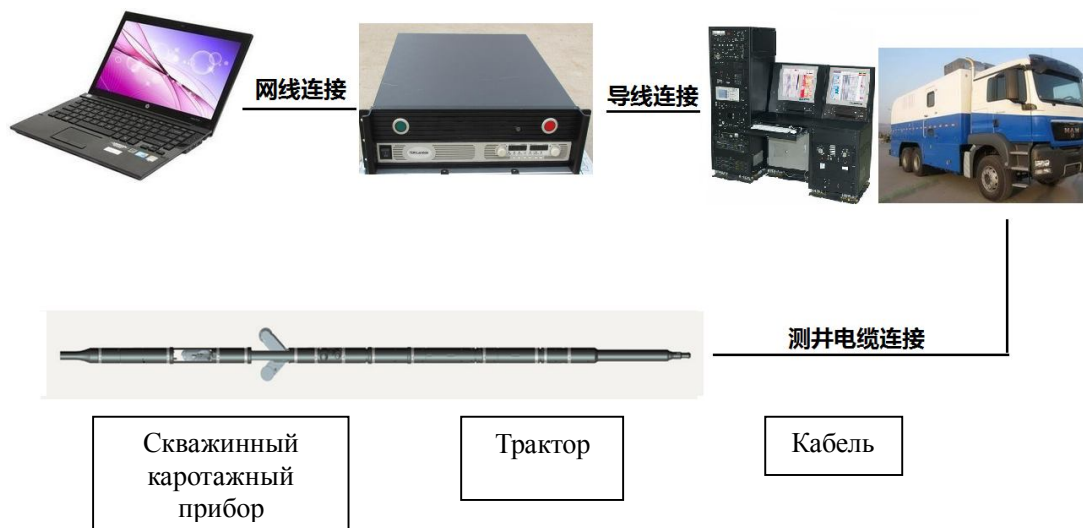 网线连接
导线连接
测井电缆连接
Скважинный
каротажный
прибор
Трактор
Кабель